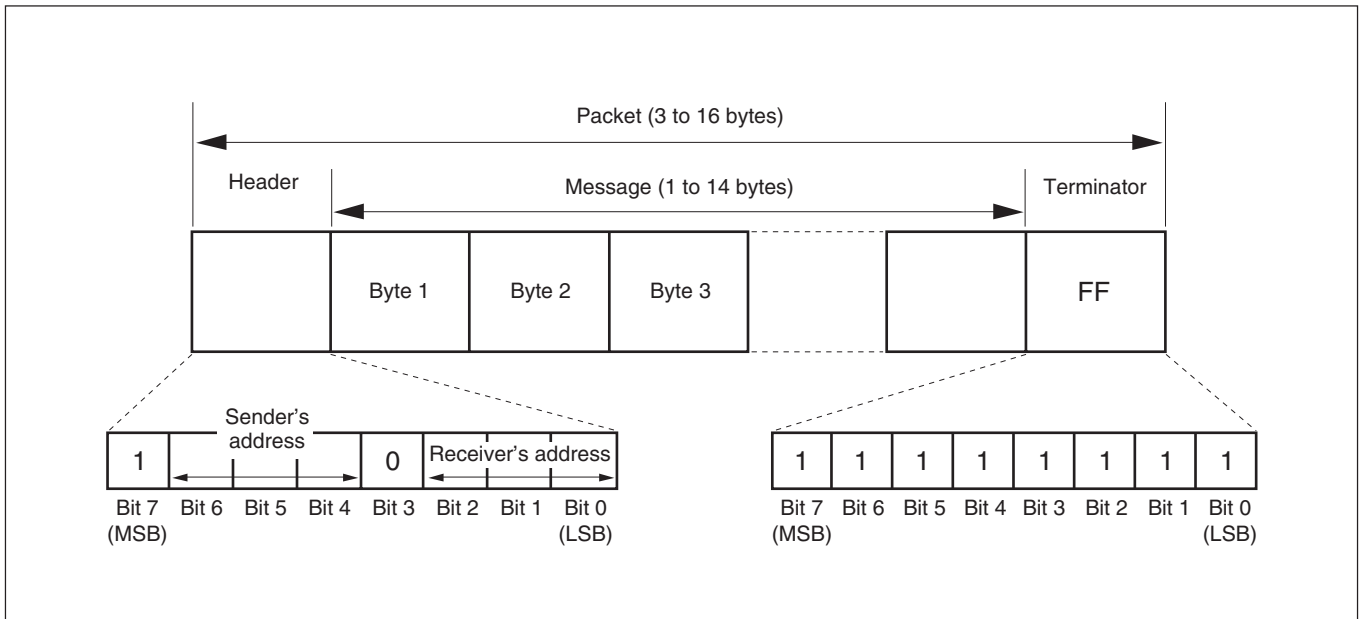 Packet (3 to 16 bytes)
Header
Message (1 to 14 bytes)
Terminator
Byte 1
Byte 2
Byte 3
FF
Sender's
address
1
0
Receiver's address
Bit 7 Bit 6 Bit 5 Bit 4 Bit 3 Bit 2 Bit 1 Bit 0
(MSB) (LSB)
1 1 1 1 1 1 1 1
Bit 7 Bit 6 Bit 5 Bit 4 Bit 3 Bit 2 Bit 1 Bit 0
(MSB) (LSB)